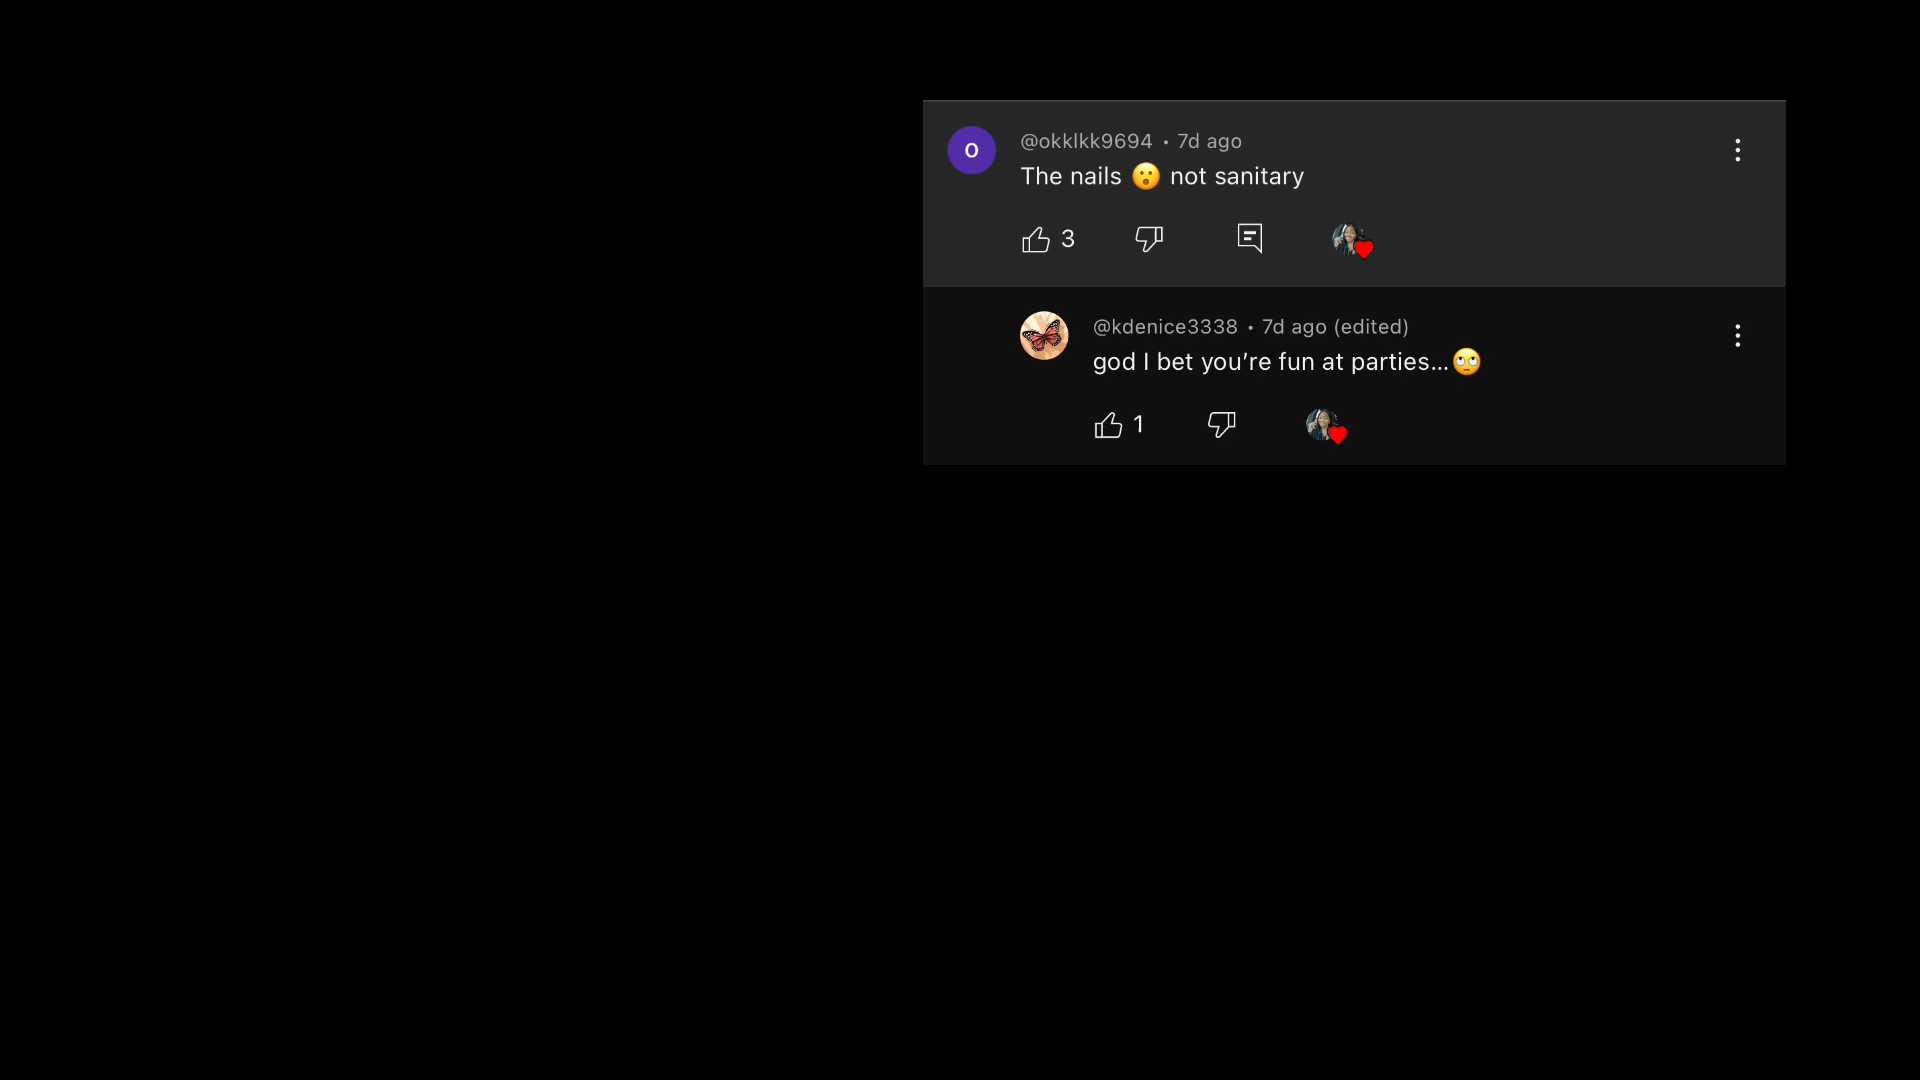 O
@okklkk9694 • 7d ago
The nails 😮 not sanitary
3
@kdenice3338 • 7d ago (edited)
god I bet you’re fun at parties...🙄
1